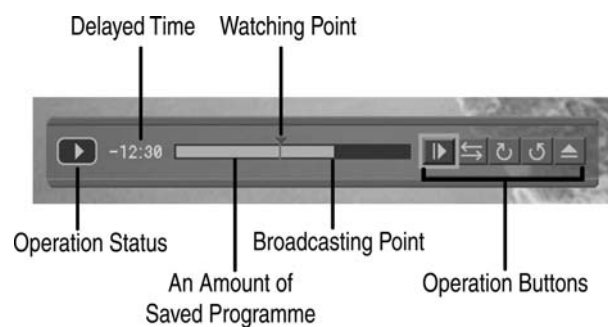 Delayed Time
Watching Point
-12:30
Operation Status
Broadcasting Point
An Amount of
Saved Programme
Operation Buttons